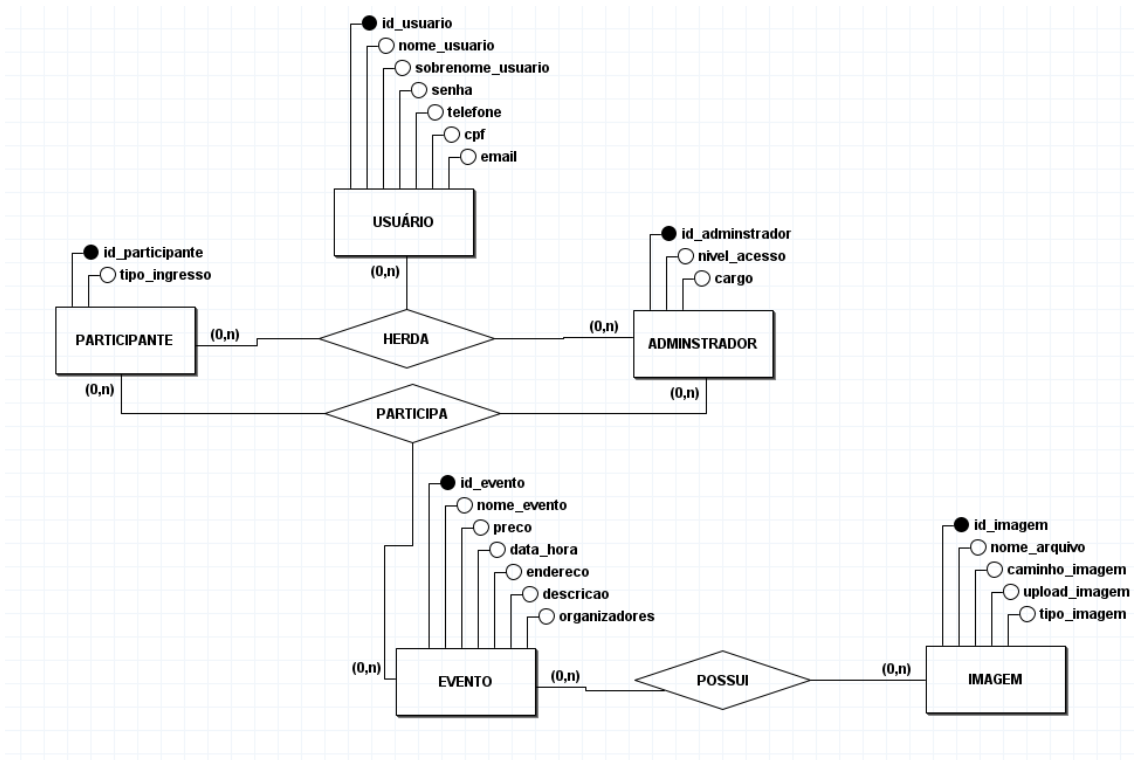 id_usuario
nome_usuario
sobrenome_usuario
senha
telefone
cpf
email
USUÁRIO
(0,n)
id_participante
tipo_ingresso
PARTICIPANTE
(0,n)
HERDA
(0,n)
id_adminstrador
nivel_acesso
cargo
ADMINSTRADOR
(0,n)
PARTICIPA
(0,n)
id_evento
nome_evento
preco
data_hora
endereco
descricao
organizadores
(0,n)
EVENTO
(0,n)
POSSUI
(0,n)
id_imagem
nome_arquivo
caminho_imagem
upload_imagem
tipo_imagem
IMAGEM